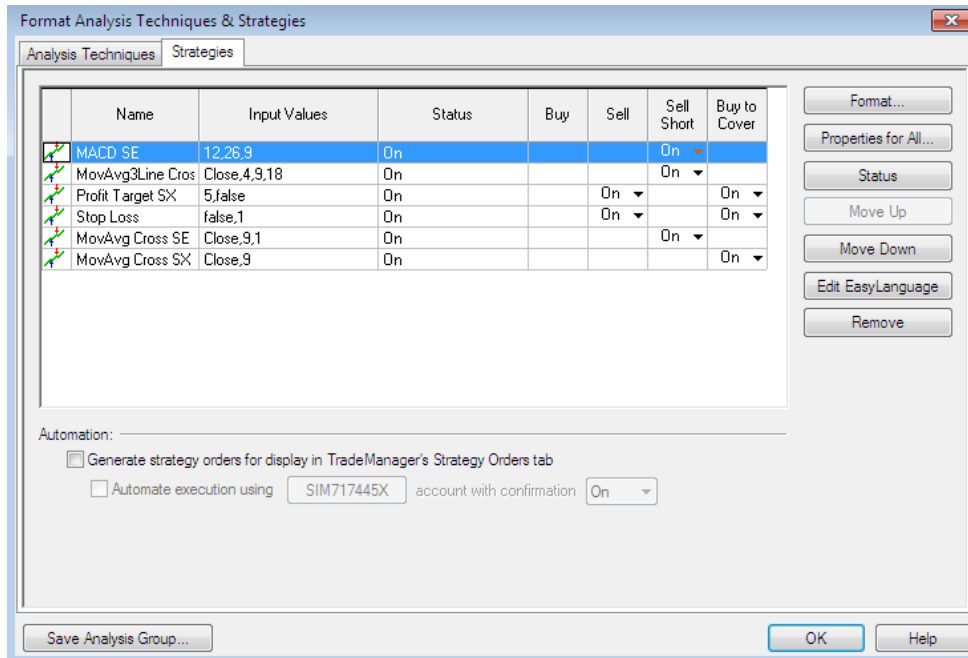 Format Analysis Techniques & Strategies
Analysis Techniques Strategies
Name Input Values Status Buy Sell Sell Short Buy to Cover
MACD SE 12,26,9 On On
MovAvg3Line Cros Close,4,9,18 On On
Profit Target SX 5,false On On On
Stop Loss false,1 On On On
MovAvg Cross SE Close,9,1 On On
MovAvg Cross SX Close,9 On On
Format...
Properties for All...
Status
Move Up
Move Down
Edit EasyLanguage
Remove
Automation:
Generate strategy orders for display in TradeManager's Strategy Orders tab
Automate execution using SIM717445X account with confirmation On
Save Analysis Group... OK Help